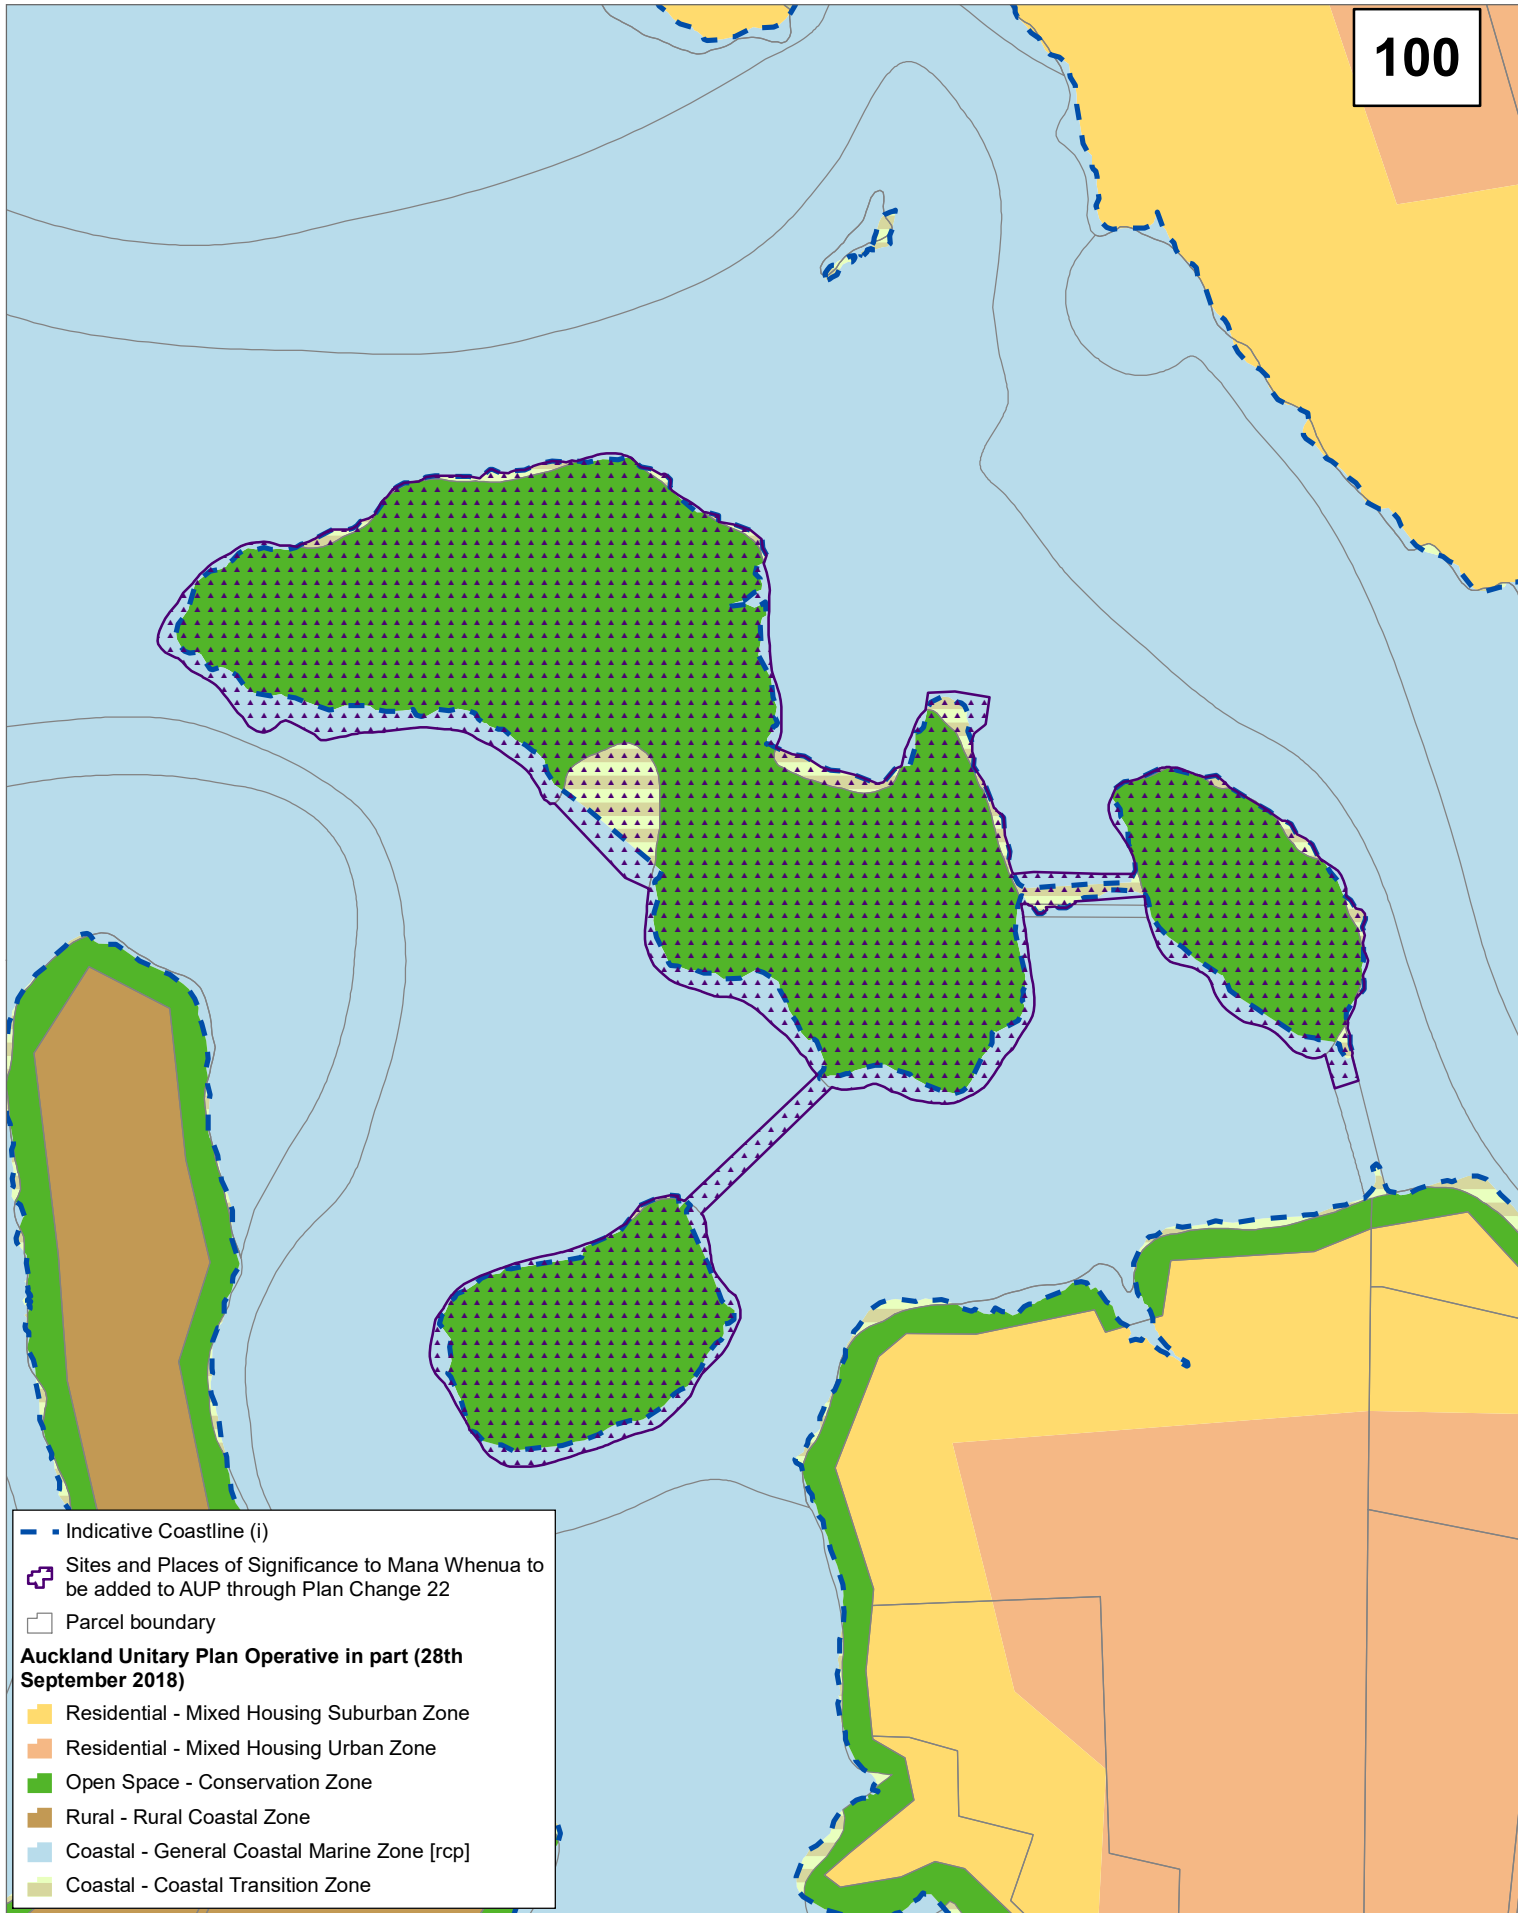 100
Indicative Coastline (i)
Sites and Places of Significance to Mana Whenua to
be added to AUP through Plan Change 22
Parcel boundary
Auckland Unitary Plan Operative in part (28th
September 2018)
Residential - Mixed Housing Suburban Zone
Residential - Mixed Housing Urban Zone
Open Space - Conservation Zone
Rural - Rural Coastal Zone
Coastal - General Coastal Marine Zone [rcp]
Coastal - Coastal Transition Zone